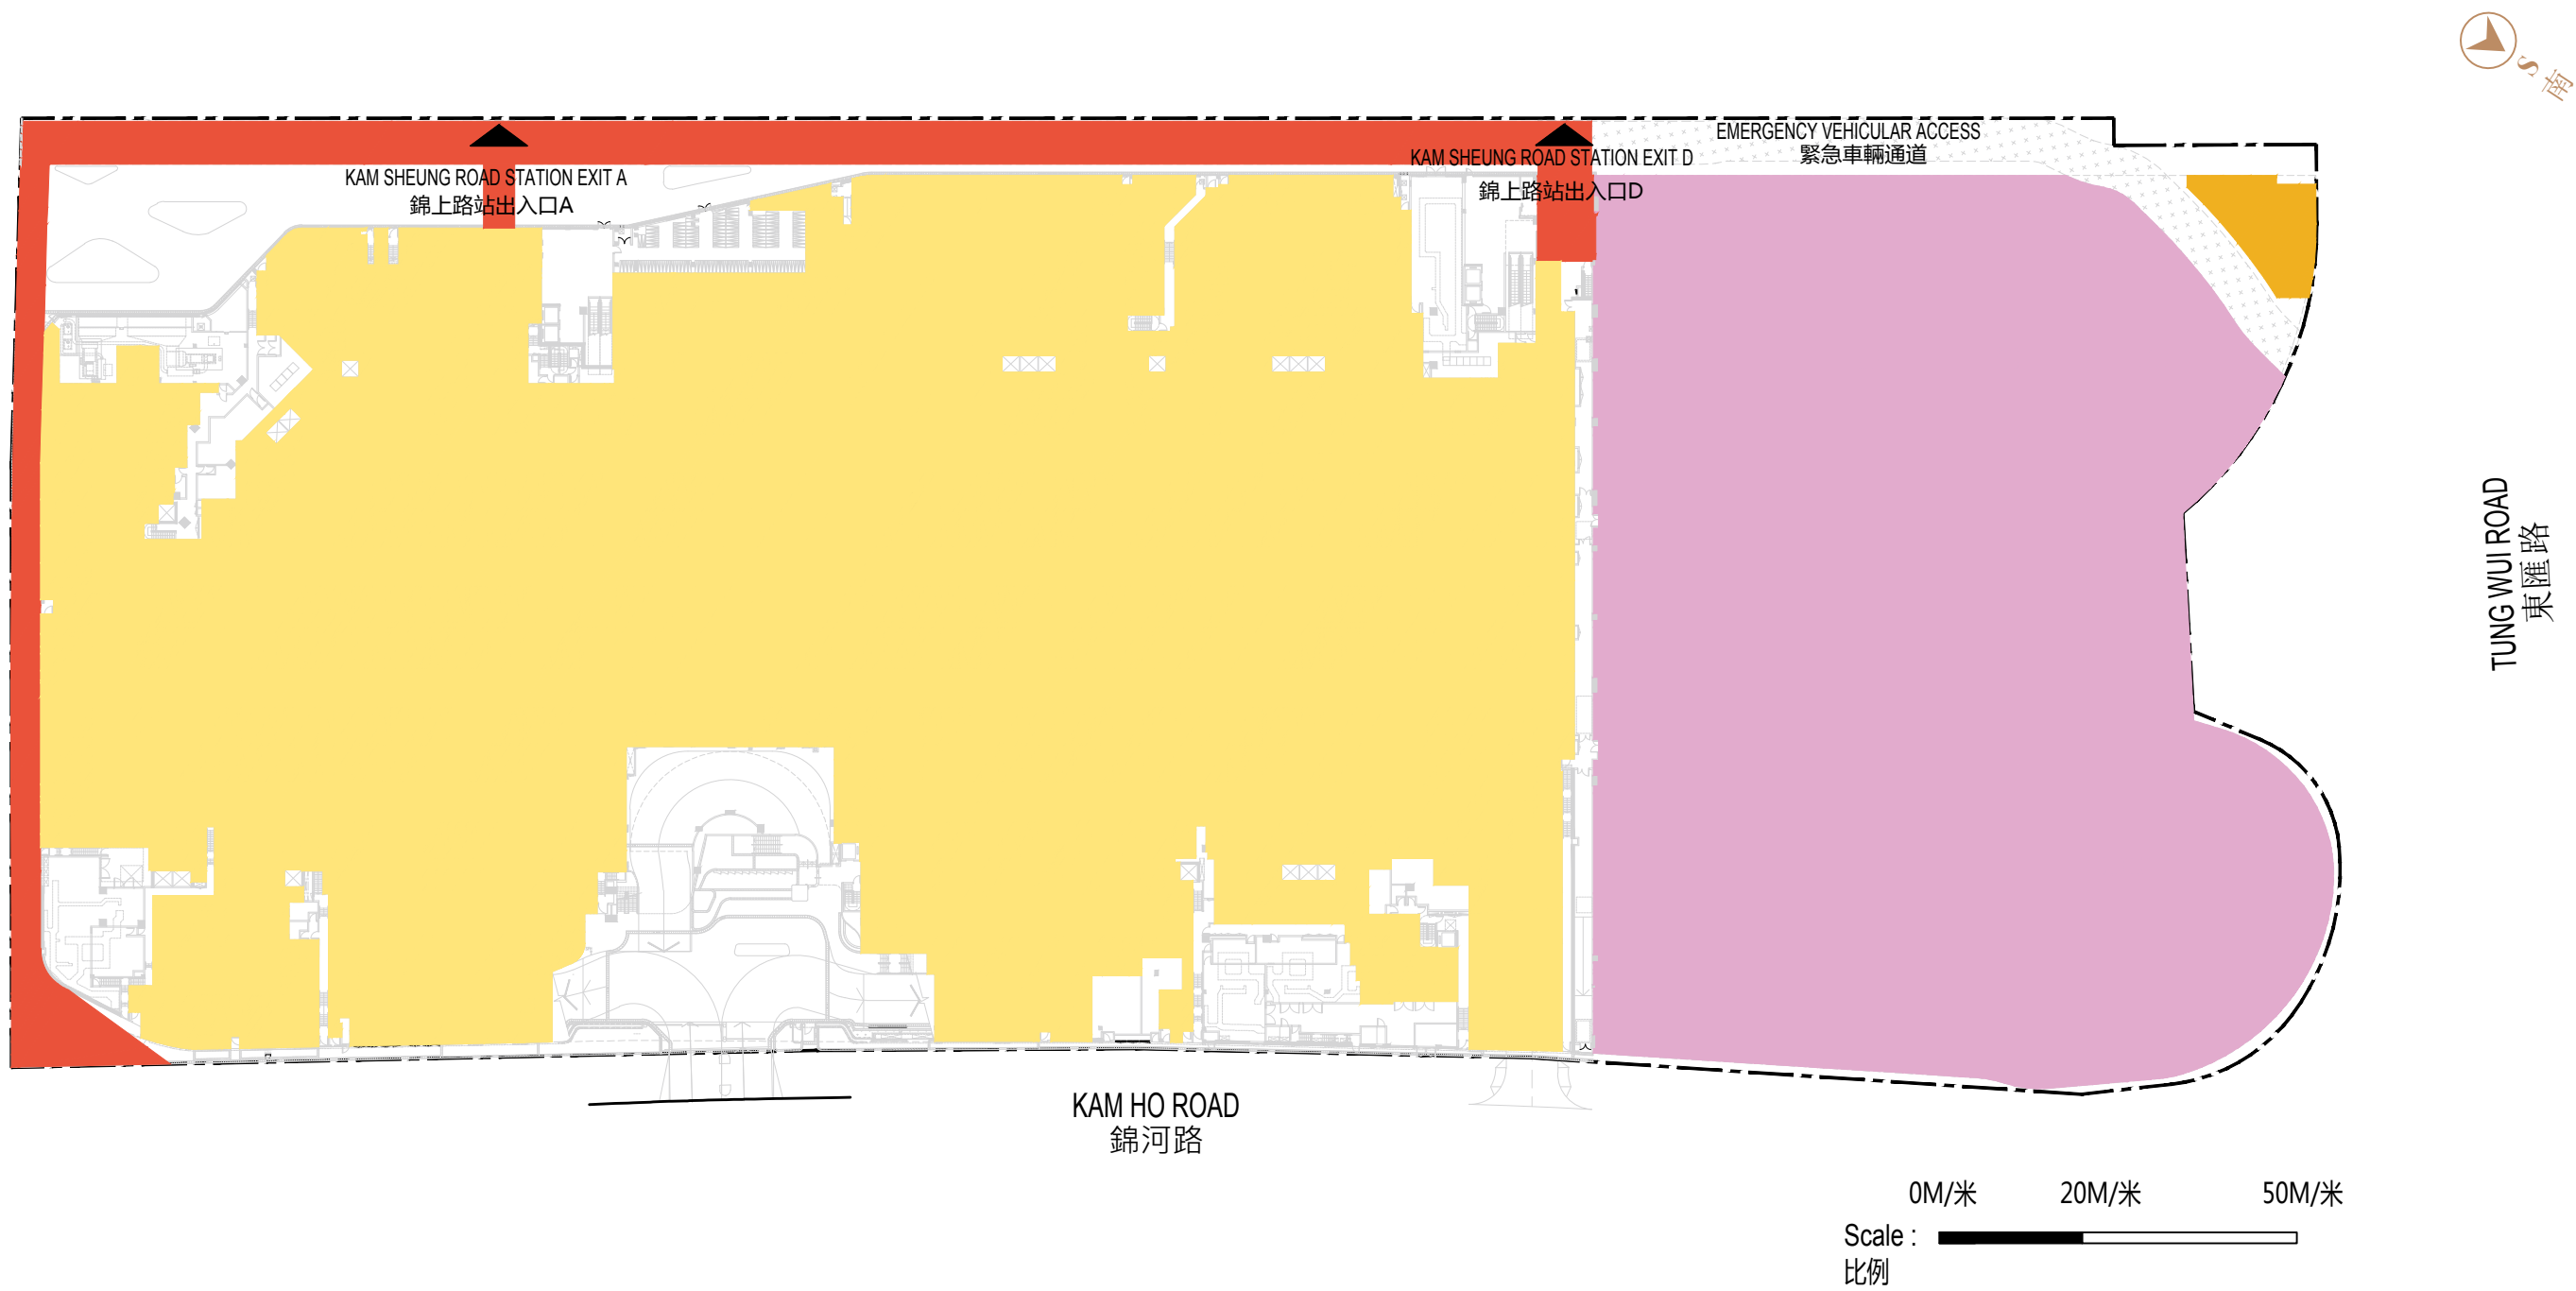 S 南
EMERGENCY VEHICULAR ACCESS
緊急車輛通道
KAM SHEUNG ROAD STATION EXIT A
錦上路站出入口A
KAM SHEUNG ROAD STATION EXIT D
錦上路站出入口D
TUNG WUI ROAD
東匯路
KAM HO ROAD
錦河路
0M/米 20M/米 50M/米
Scale :
比例